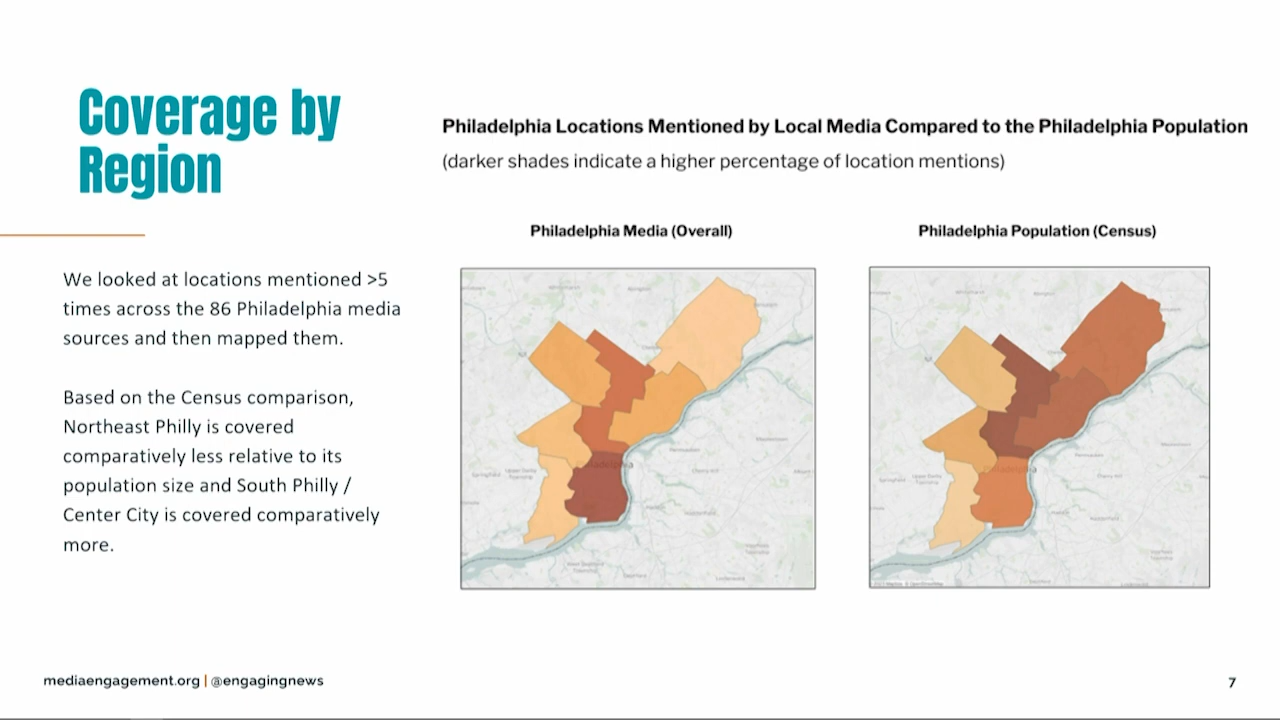 Coverage by
Region
We looked at locations mentioned >5
times across the 86 Philadelphia media
sources and then mapped them.
Based on the Census comparison,
Northeast Philly is covered
comparatively less relative to its
population size and South Philly /
Center City is covered comparatively
more.
Philadelphia Locations Mentioned by Local Media Compared to the Philadelphia Population
(darker shades indicate a higher percentage of location mentions)
Philadelphia Media (Overall)
Philadelphia Population (Census)
Philadelphia
Philadelphia
mediaengagement.org | @engagingnews
7